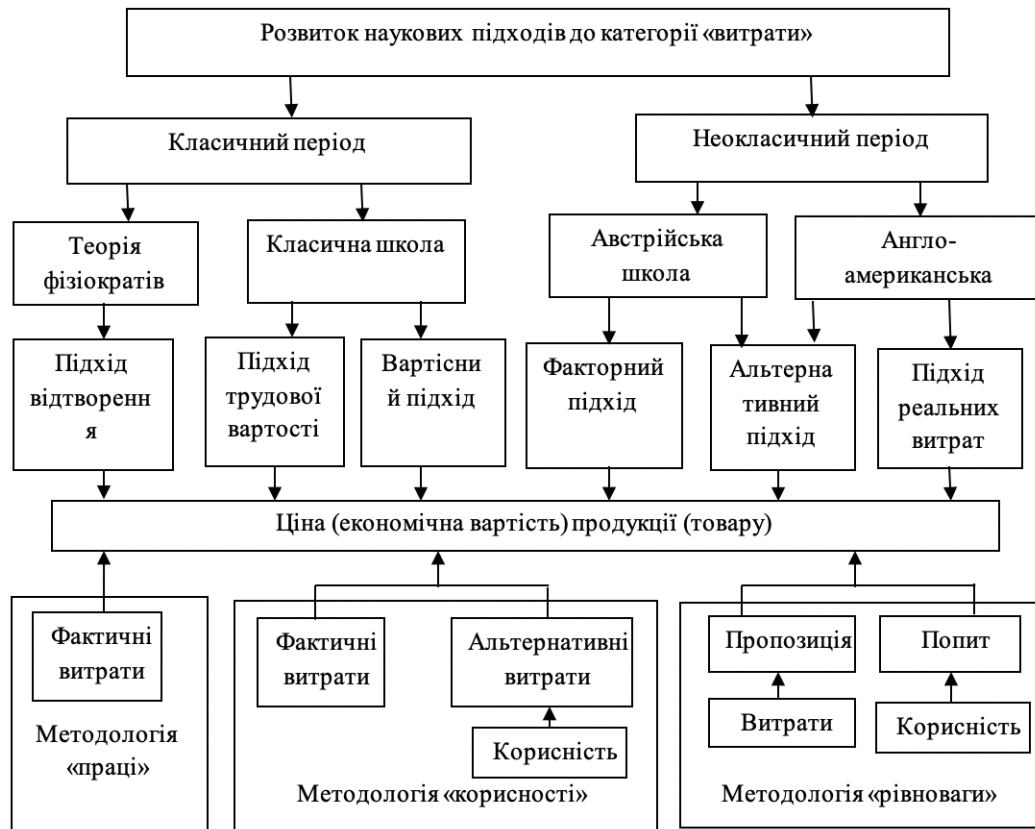 Розвиток наукових підходів до категорії «витрати»
Класичний період
Неокласичний період
Теорія
фізіократів
Класична школа
Австрійська
школа
Англо-
американська
Підхід
відтворенн
я
Підхід
трудової
вартості
Вартісни
й підхід
Факторний
підхід
Альтерна
тивний
підхід
Підхід
реальних
витрат
Ціна (економічна вартість) продукції (товару)
Фактичні
витрати
Методологія
«праці»
Фактичні
витрати
Альтернативні
витрати
Корисність
Методологія «корисності»
Пропозиція
Попит
Витрати
Корисність
Методологія «рівноваги»